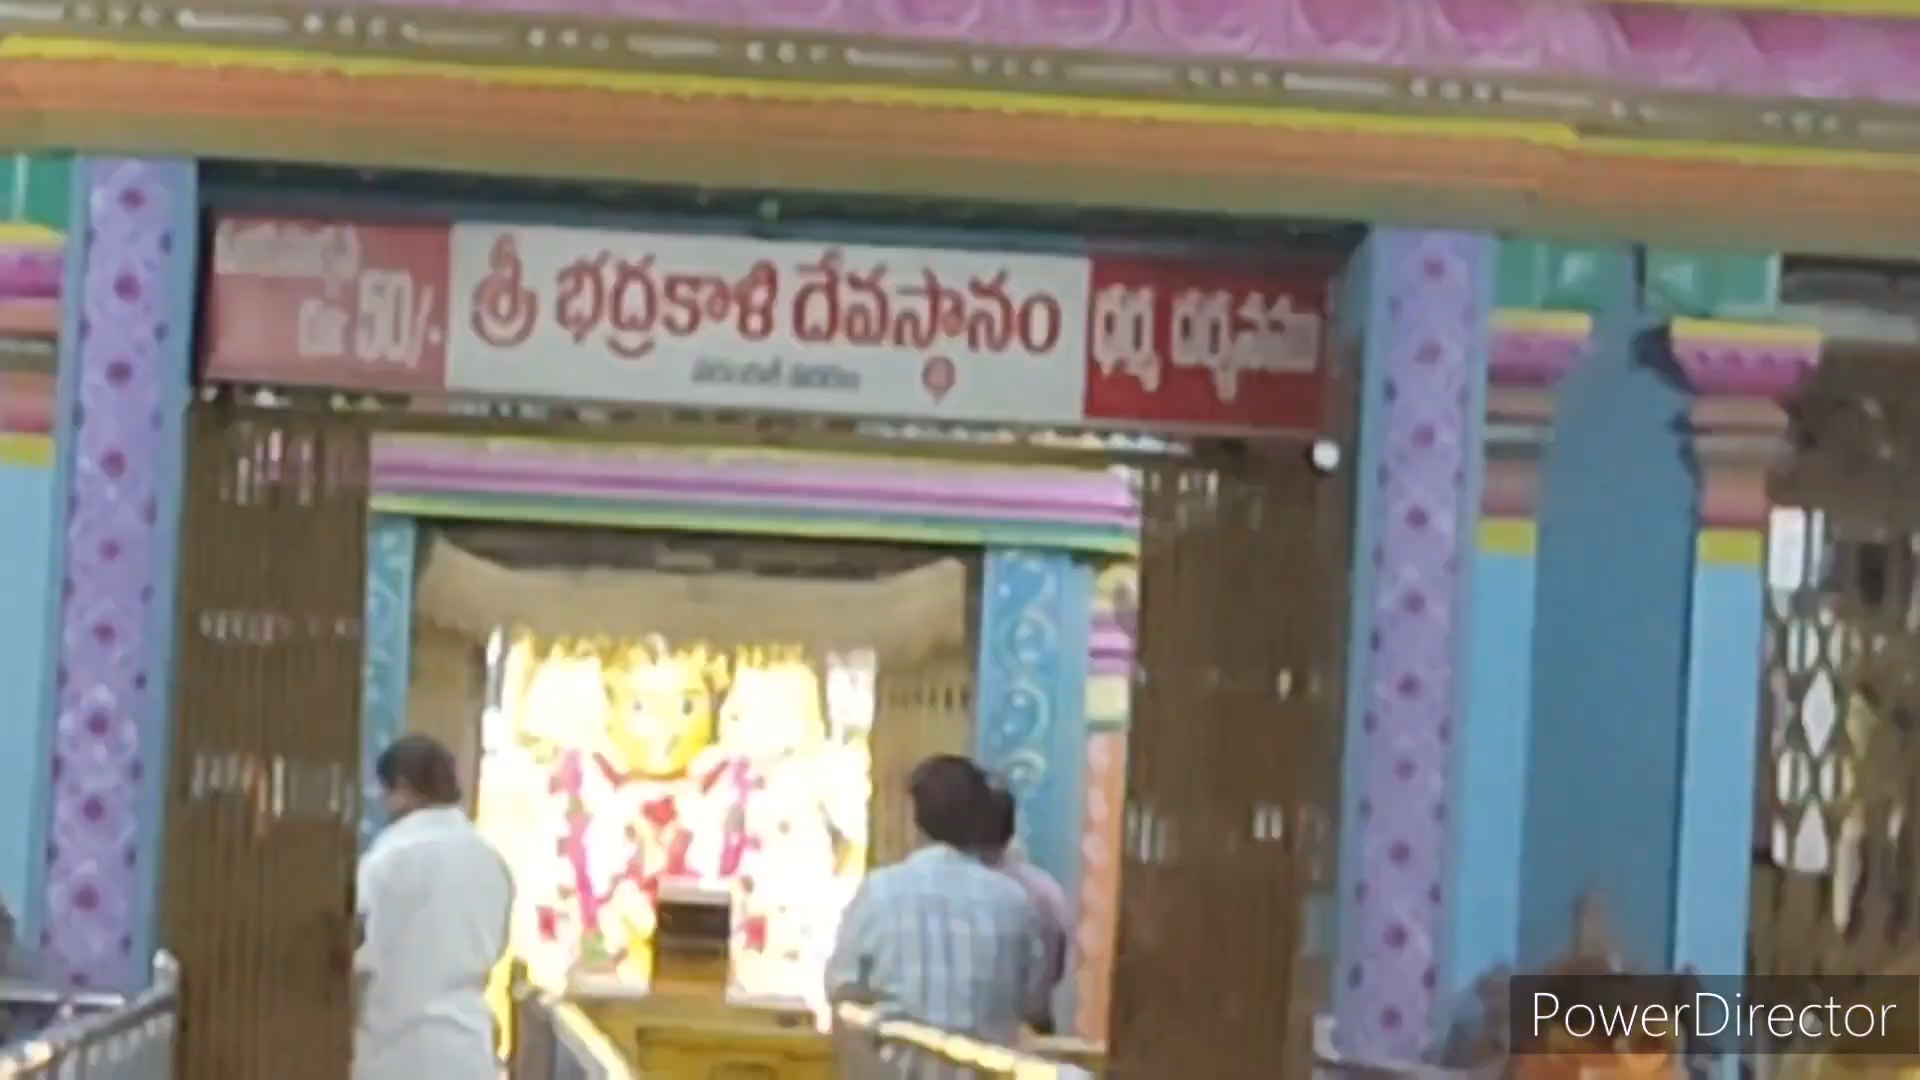 రూ 50/-
శ్రీ భద్రకాళి దేవస్థానం
ధర్మ దర్శనము
PowerDirector